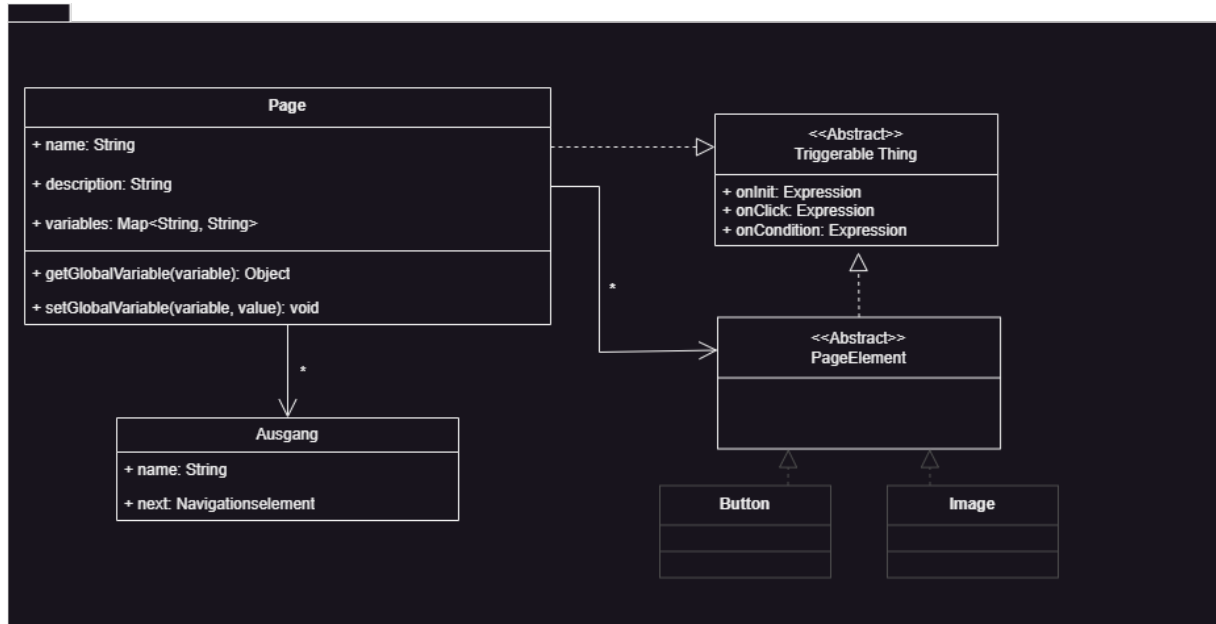 Page
+ name: String
+ description: String
+ variables: Map<String, String>
+ getGlobalVariable(variable): Object
+ setGlobalVariable(variable, value): void
*
Ausgang
+ name: String
+ next: Navigationselement
<<Abstract>>
Triggerable Thing
+ onInit: Expression
+ onClick: Expression
+ onCondition: Expression
*
<<Abstract>>
PageElement
Button
Image